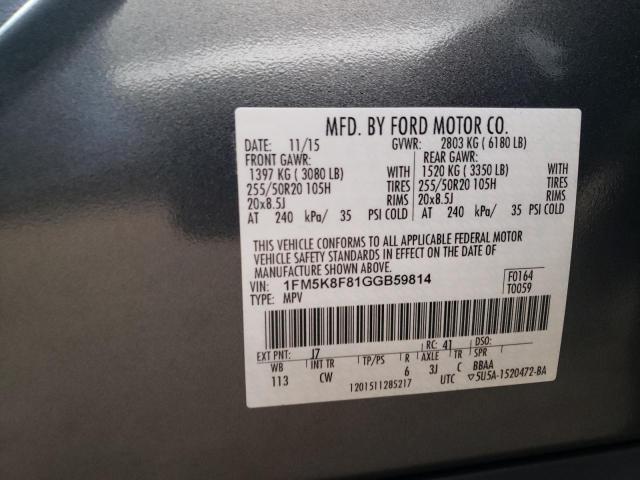 MFD. BY FORD MOTOR CO.
DATE: 11/15 GVWR: 2803 KG ( 6180 LB)
FRONT GAWR: REAR GAWR:
1397 KG ( 3080 LB) 1520 KG ( 3350 LB)
255/50R20 105H TIRES 255/50R20 105H TIRES
20x8.5J RIMS 20x8.5J RIMS
AT 240 kPa/ 35 PSI COLD AT 240 kPa/ 35 PSI COLD
THIS VEHICLE CONFORMS TO ALL APPLICABLE FEDERAL MOTOR
VEHICLE SAFETY STANDARDS IN EFFECT ON THE DATE OF
MANUFACTURE SHOWN ABOVE.
VIN: 1FM5K8F81GGB59814 F0164
TYPE: MPV T0059
EXT PNT: J7 RC: 41 DSO:
WB INT TR TP/PS R AXLE TR SPR
113 CW 6 3J C BBAA
1201511285217 UTC ▽5U5A-1520472-BA